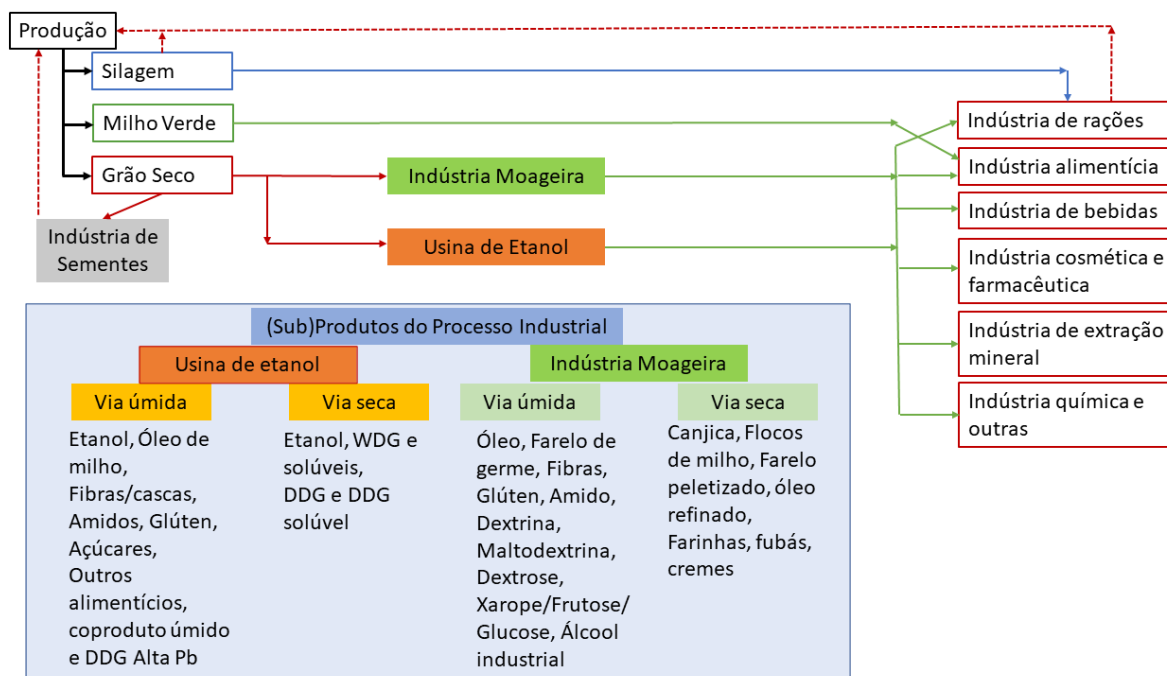 Produção
Silagem
Milho Verde
Grão Seco
Indústria de
Sementes
Indústria Moageira
Usina de Etanol
Indústria de rações
Indústria alimentícia
Indústria de bebidas
Indústria cosmética e
farmacêutica
Indústria de extração
mineral
Indústria química e
outras
(Sub)Produtos do Processo Industrial
Usina de etanol
Indústria Moageira
Via úmida
Via seca
Via úmida
Via seca
Etanol, Óleo de
milho,
Fibras/cascas,
Amidos, Glúten,
Açúcares,
Outros
alimentícios,
coproduto úmido
e DDG Alta Pb
Etanol, WDG e
solúveis,
DDG e DDG
solúvel
Óleo, Farelo de
germe, Fibras,
Glúten, Amido,
Dextrina,
Maltodextrina,
Dextrose,
Xarope/Frutose/
Glucose, Álcool
industrial
Canjica, Flocos
de milho, Farelo
peletizado, óleo
refinado,
Farinhas, fubás,
cremes